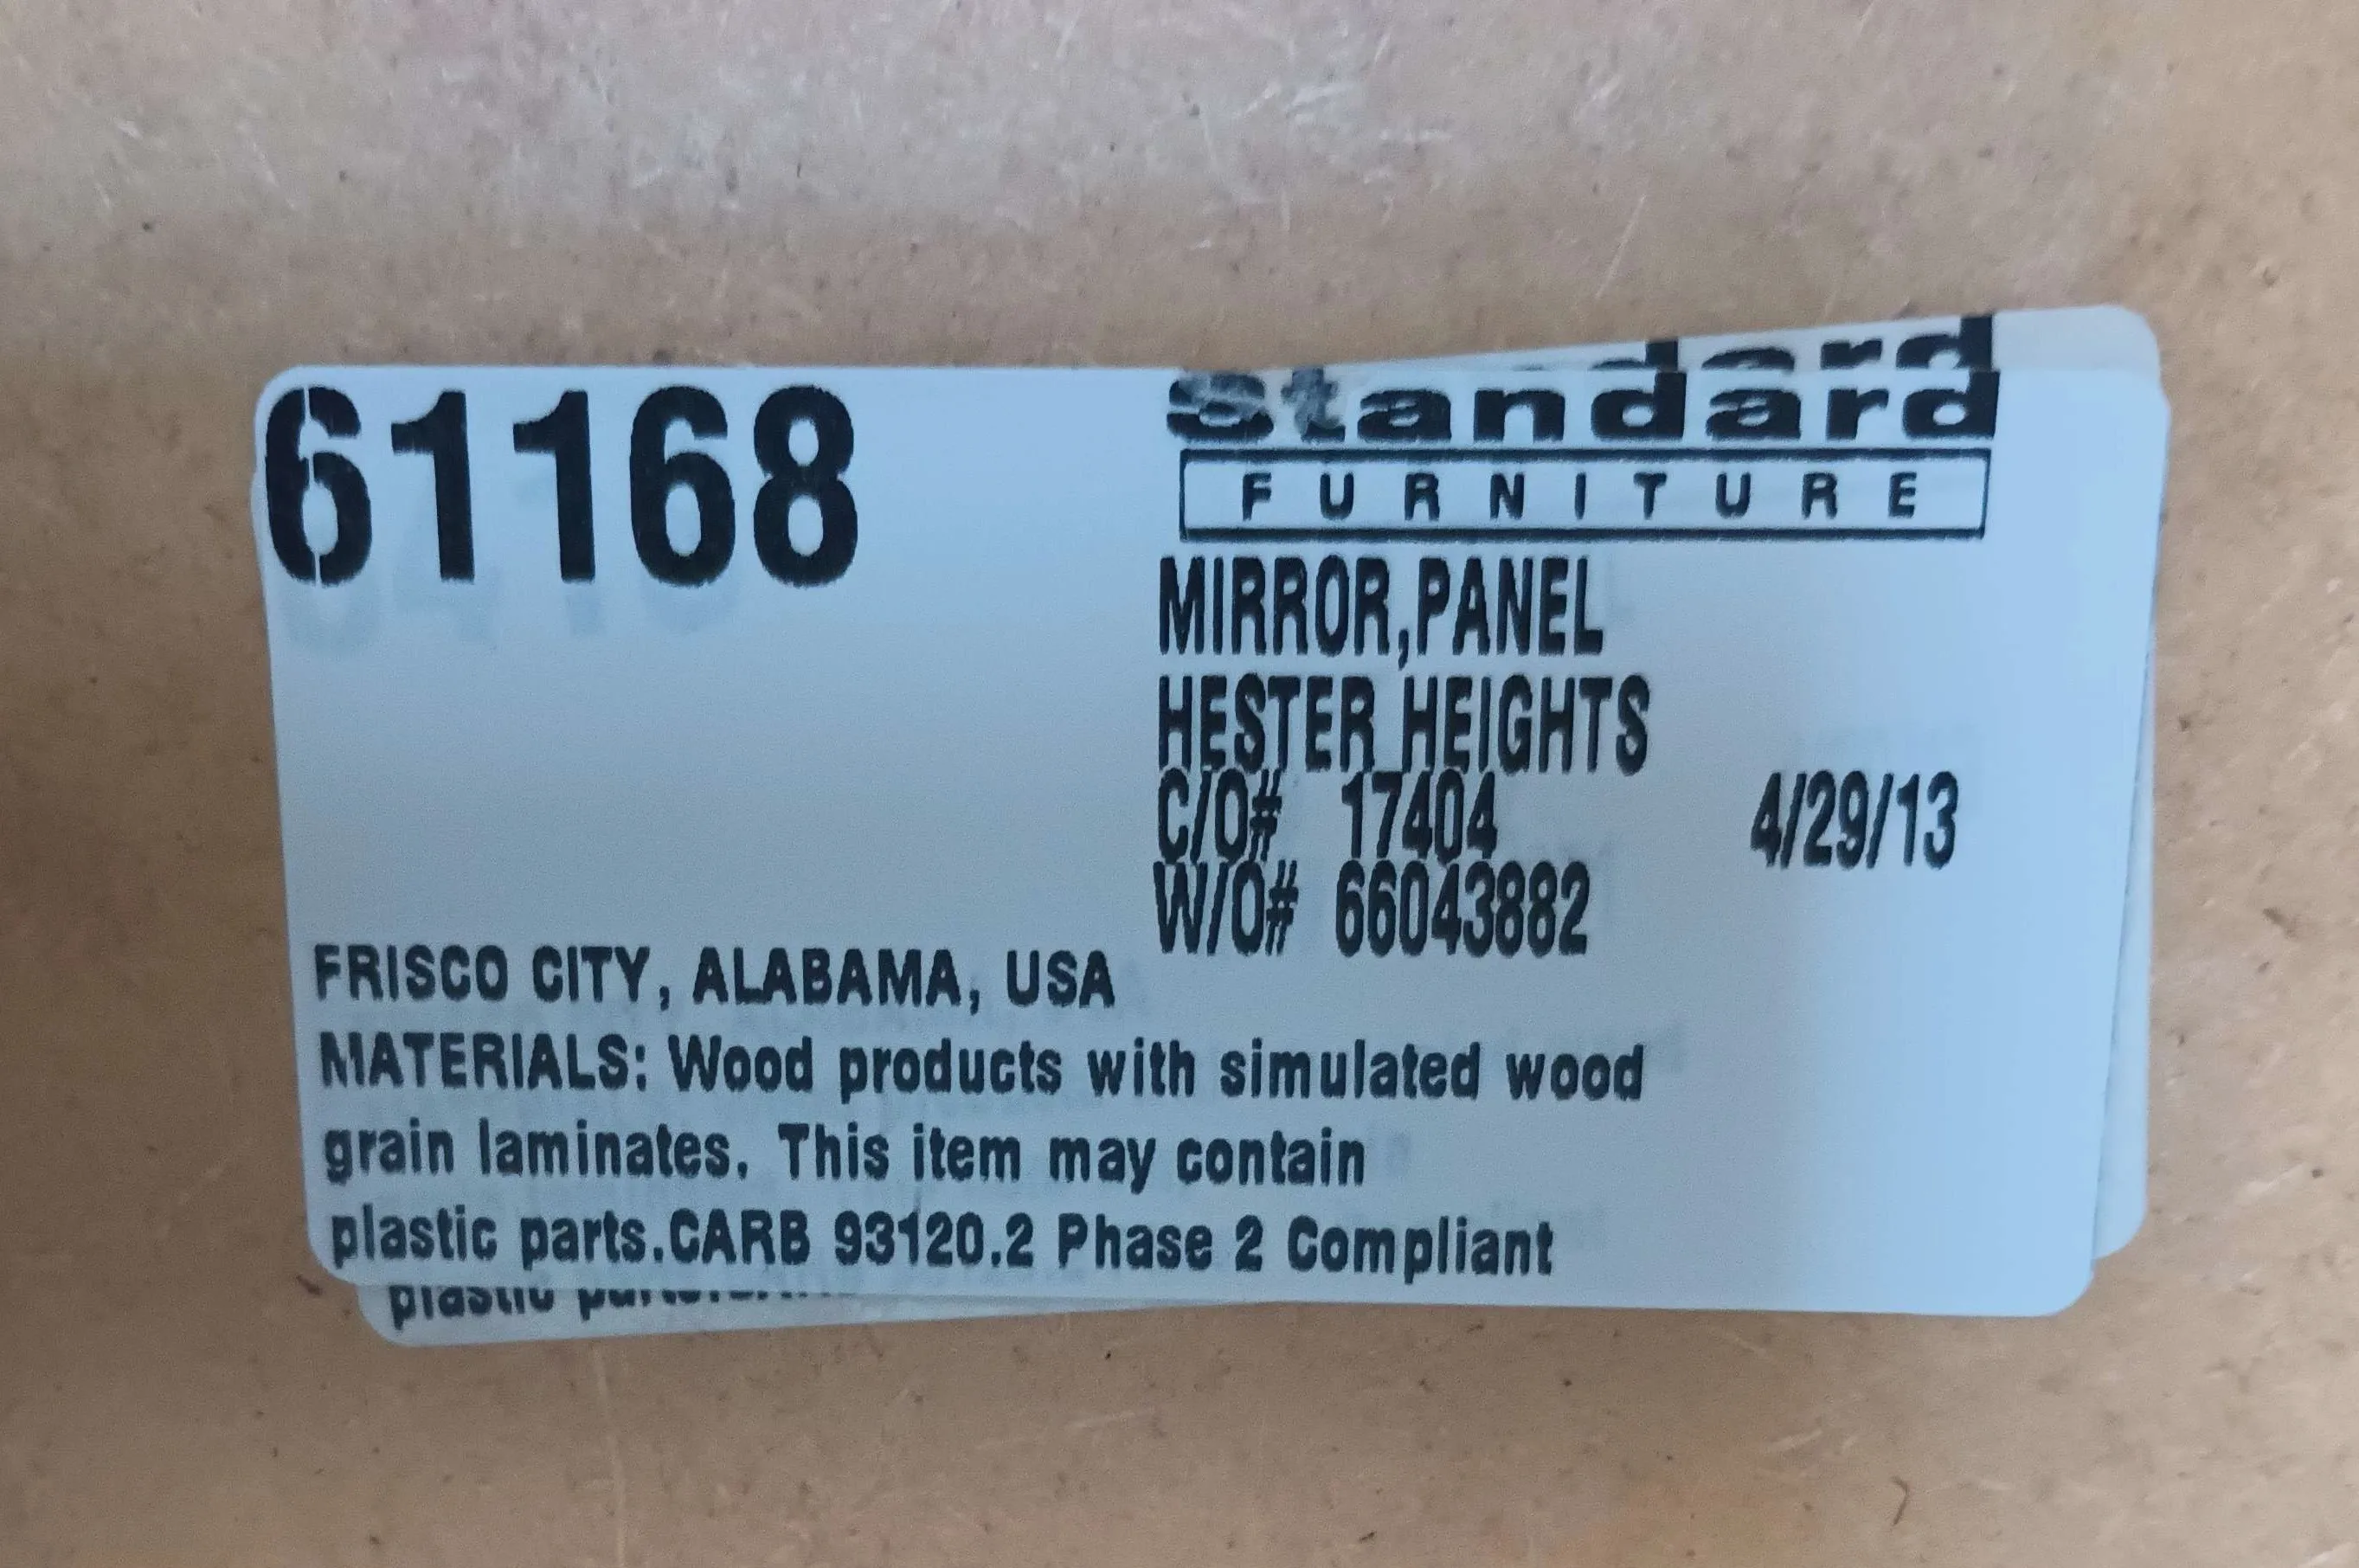 61168
Standard
FURNITURE
MIRROR,PANEL
HESTER HEIGHTS
C/O# 17404 4/29/13
W/O# 66043882
FRISCO CITY, ALABAMA, USA
MATERIALS: Wood products with simulated wood
grain laminates. This item may contain
plastic parts.CARB 93120.2 Phase 2 Compliant
plastic